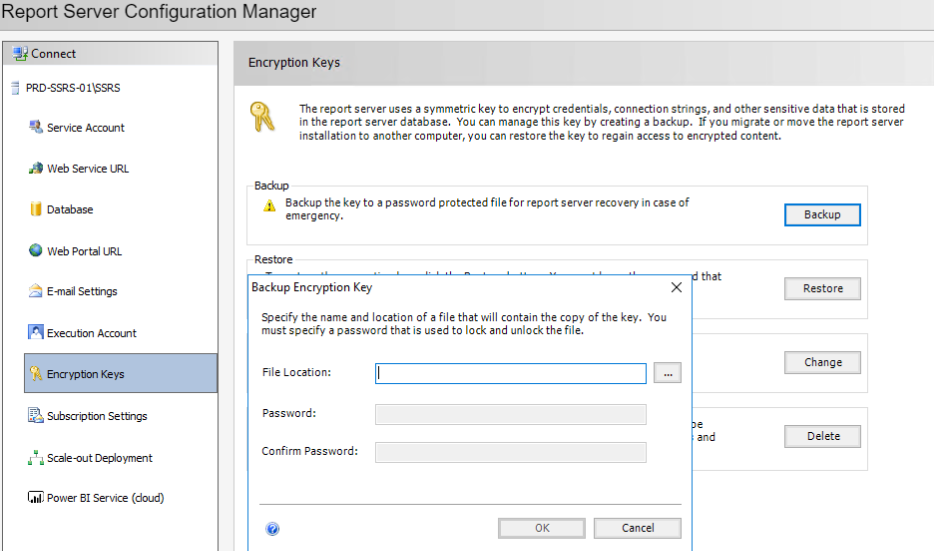 Report Server Configuration Manager
Connect
PRD-SSRS-01\SSRS
Service Account
Web Service URL
Database
Web Portal URL
E-mail Settings
Execution Account
Encryption Keys
Subscription Settings
Scale-out Deployment
Power BI Service (cloud)
Encryption Keys
The report server uses a symmetric key to encrypt credentials, connection strings, and other sensitive data that is stored
in the report server database. You can manage this key by creating a backup. If you migrate or move the report server
installation to another computer, you can restore the key to regain access to encrypted content.
Backup
Backup the key to a password protected file for report server recovery in case of
emergency.
Backup
Restore
that
Restore
Change
and
Delete
Backup Encryption Key
Specify the name and location of a file that will contain the copy of the key. You
must specify a password that is used to lock and unlock the file.
File Location:
...
Password:
Confirm Password:
OK
Cancel